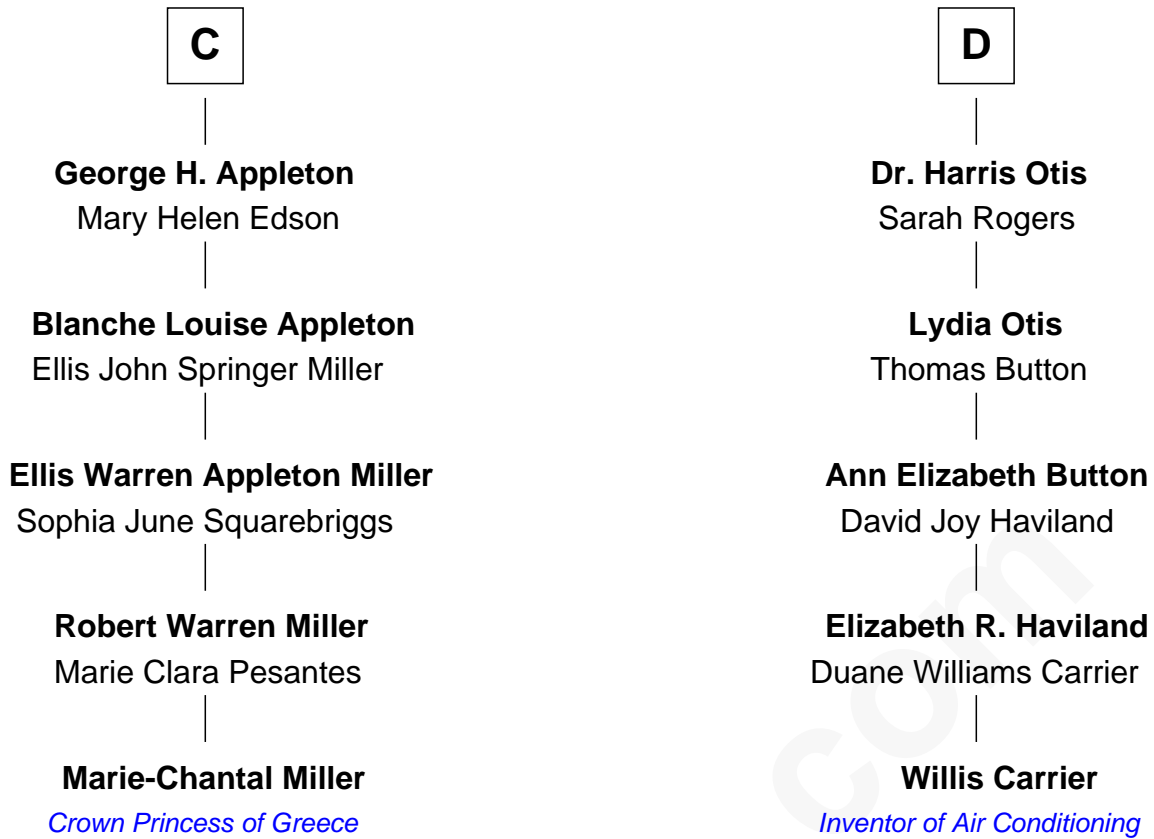 C
George H. Appleton
Mary Helen Edson
Blanche Louise Appleton
Ellis John Springer Miller
Ellis Warren Appleton Miller
Sophia June Squarebriggs
Robert Warren Miller
Marie Clara Pesantes
Marie-Chantal Miller
Crown Princess of Greece
D
Dr. Harris Otis
Sarah Rogers
Lydia Otis
Thomas Button
Ann Elizabeth Button
David Joy Haviland
Elizabeth R. Haviland
Duane Williams Carrier
Willis Carrier
Inventor of Air Conditioning
com